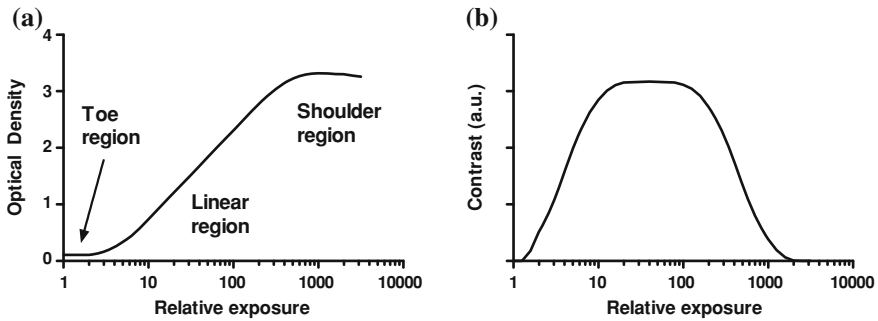 (a)
4
3
2
1
0
Optical Density
Toe
region
Linear
region
Shoulder
region
1 10 100 1000 10000
Relative exposure
(b)
Contrast (a.u.)
1 10 100 1000 10000
Relative exposure